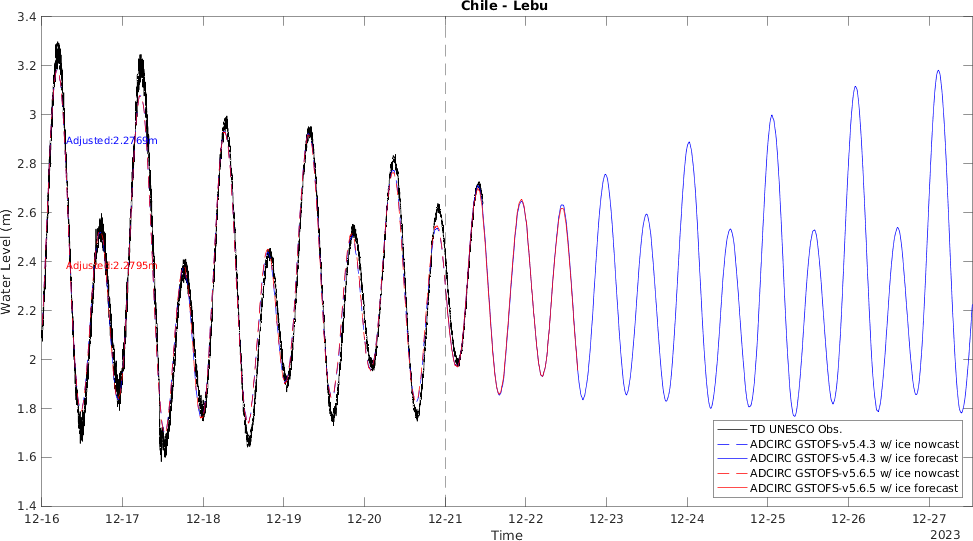 Chile - Lebu
3.4
3.2
3
2.8
2.6
2.4
2.2
2
1.8
1.6
1.4
Water Level (m)
Adjusted:2.2769m
Adjusted:2.2795m
TD UNESCO Obs.
ADCIRC GSTOFS-v5.4.3 w/ ice nowcast
ADCIRC GSTOFS-v5.4.3 w/ ice forecast
ADCIRC GSTOFS-v5.6.5 w/ ice nowcast
ADCIRC GSTOFS-v5.6.5 w/ ice forecast
12-16 12-17 12-18 12-19 12-20 12-21 12-22 12-23 12-24 12-25 12-26 12-27
2023
Time